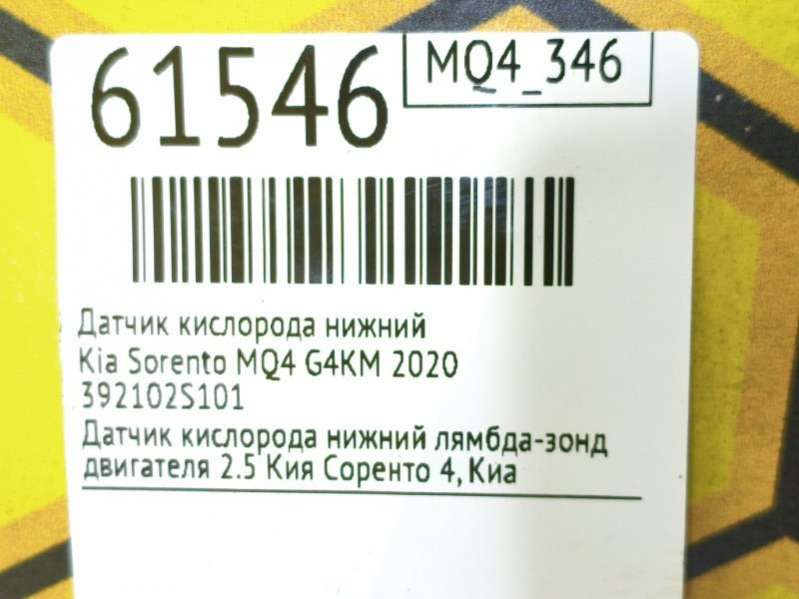 61546
MQ4_346
Датчик кислорода нижний
Kia Sorento MQ4 G4KM 2020
392102S101
Датчик кислорода нижний лямбда-зонд
двигателя 2.5 Кия Соренто 4, Киа